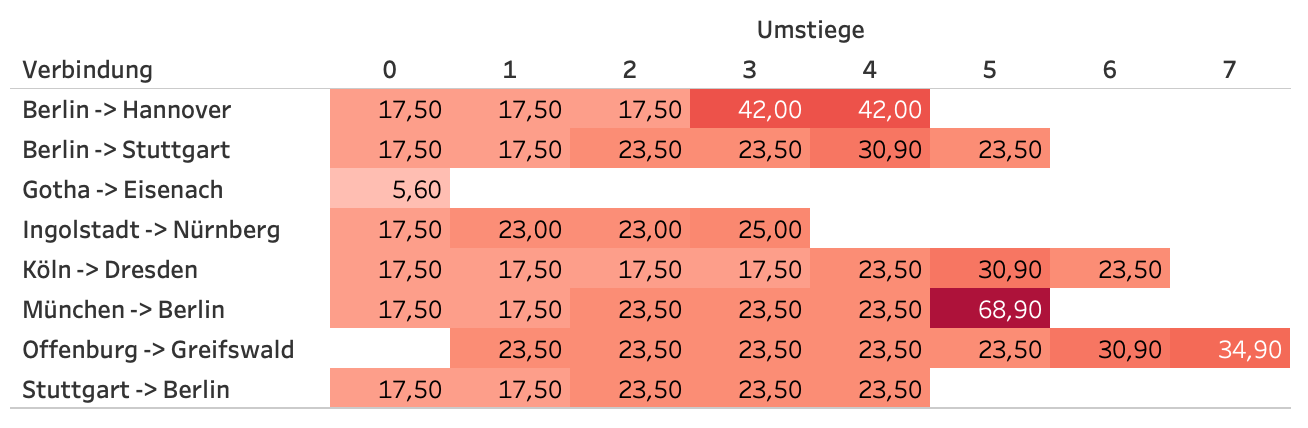 Umstiege
Verbindung 0 1 2 3 4 5 6 7
Berlin -> Hannover 17,50 17,50 17,50 42,00 42,00
Berlin -> Stuttgart 17,50 17,50 23,50 23,50 30,90 23,50
Gotha -> Eisenach 5,60
Ingolstadt -> Nürnberg 17,50 23,00 23,00 25,00
Köln -> Dresden 17,50 17,50 17,50 17,50 23,50 30,90 23,50
München -> Berlin 17,50 17,50 23,50 23,50 23,50 68,90
Offenburg -> Greifswald 23,50 23,50 23,50 23,50 23,50 30,90 34,90
Stuttgart -> Berlin 17,50 17,50 23,50 23,50 23,50